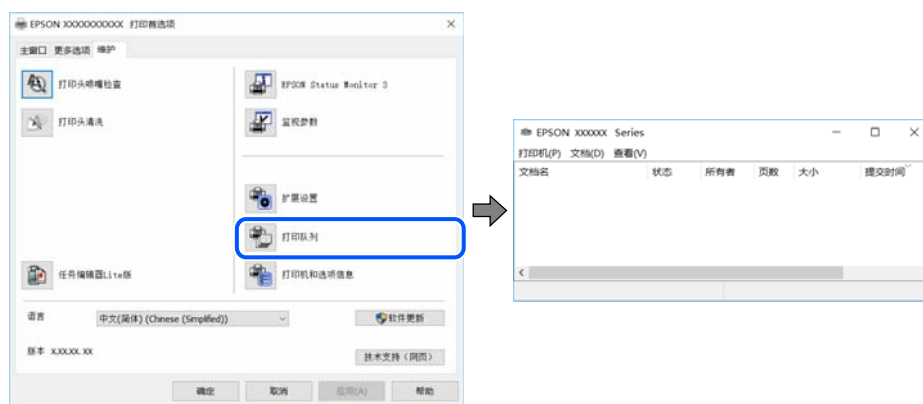 EPSON XXXXXXXXXX 打印首选项
主窗口 更多选项 维护
打印头喷嘴检查
EPSON Status Monitor 3
打印头清洗
监视参数
扩展设置
打印队列
任务编辑器Lite版
打印机和选项信息
语言 中文(简体) (Chinese (Simplified))
软件更新
版本 X.XX.XX. XX
技术支持（网页）
确定 取消 应用(A) 帮助
EPSON XXXXXX Series
打印机(P) 文档(D) 查看(V)
文档名 状态 所有者 页数 大小 提交时间